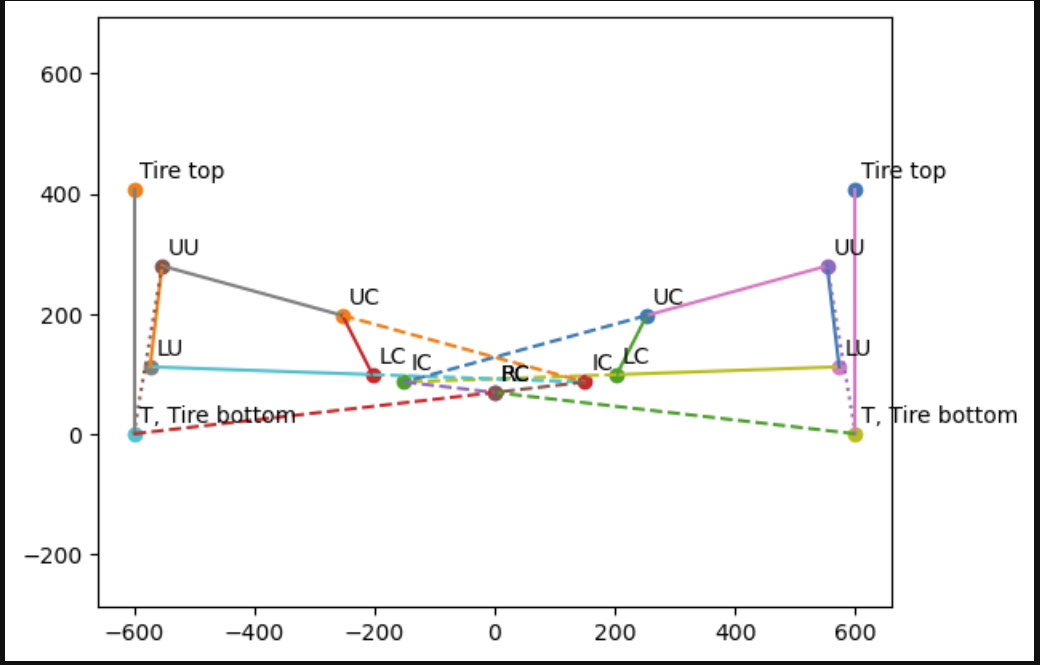 600
Tire top
Tire top
400
UU
UU
UC
UC
200
LU
LC
IC
IC
LC
LU
RC
RC
T, Tire bottom
T, Tire bottom
0
−200
−600
−400
−200
0
200
400
600